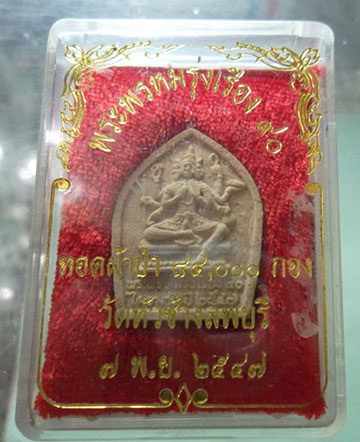 พระพรหมรุ่งเรือง ๙๐
ทอดผ้าป่า ๘๔,๐๐๐ กอง
วัดหัวช้างลพบุรี
๗ พ.ย. ๒๕๔๗